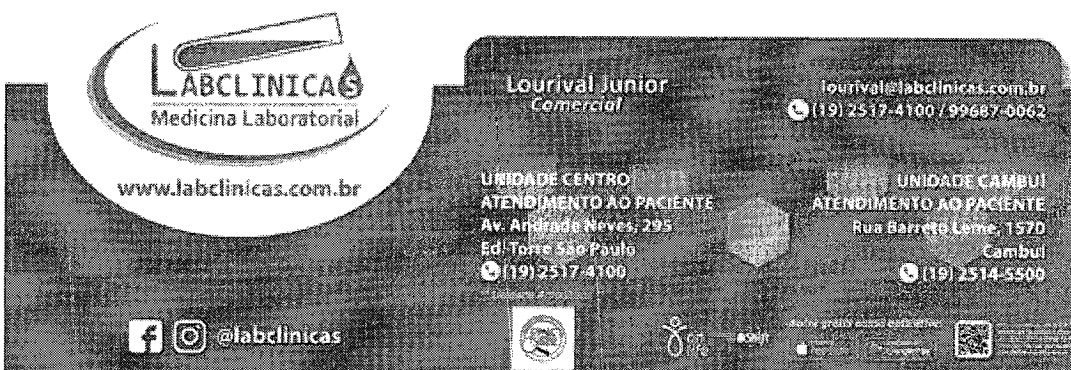 LABCLINICAS
Medicina Laboratorial
www.labclinicas.com.br
@labclinicas
Lourival Junior
Comercial
lourival@labclinicas.com.br
(19) 2517-4100 / 99687-0062
UNIDADE CENTRO
ATENDIMENTO AO PACIENTE
Av. Andrade Neves, 295
Ed. Torre São Paulo
(19) 2517-4100
UNIDADE CAMBUÍ
ATENDIMENTO AO PACIENTE
Rua Barreto Leme, 1570
Cambuí
(19) 2514-5500